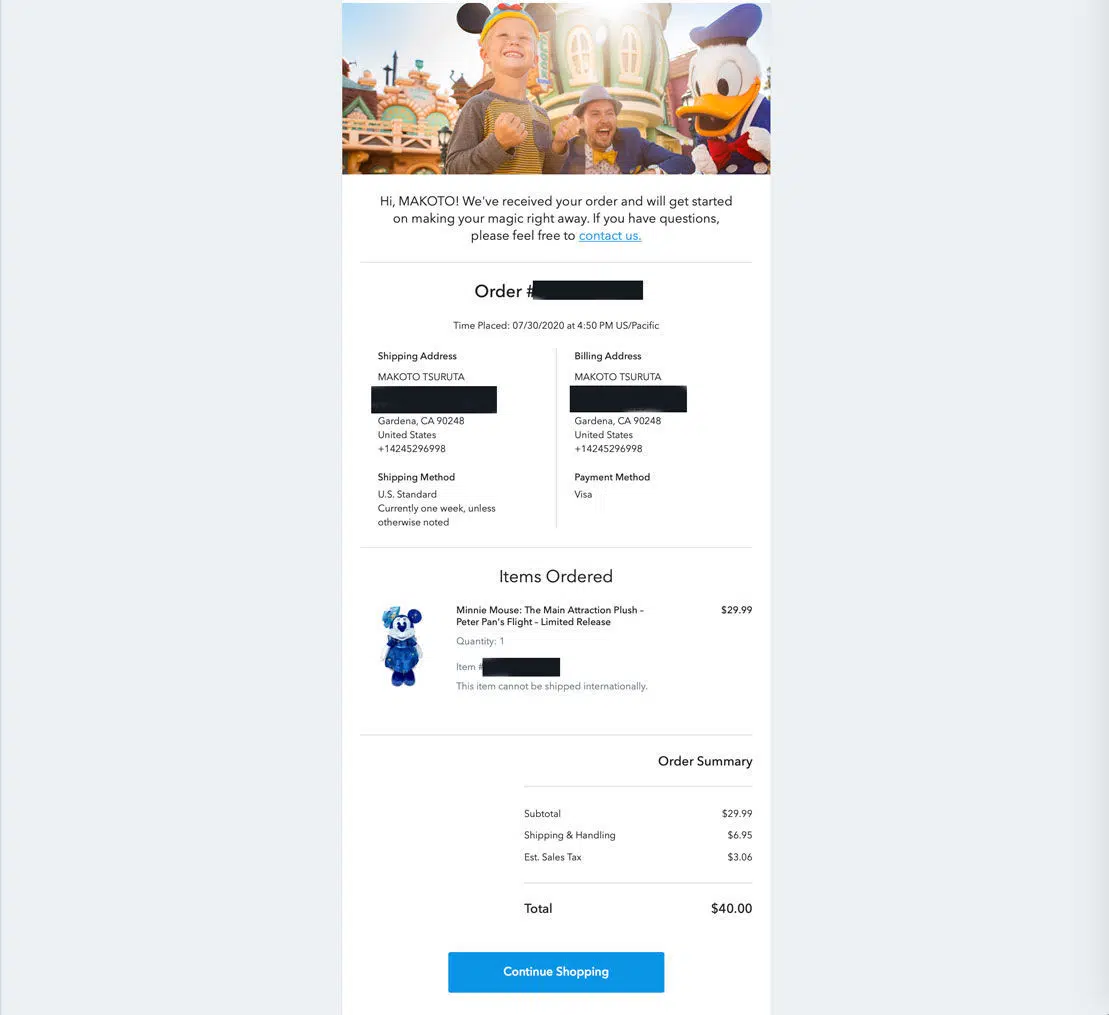 Hi, MAKOTO! We've received your order and will get started
on making your magic right away. If you have questions,
please feel free to contact us.
Order #
Time Placed: 07/30/2020 at 4:50 PM US/Pacific
Shipping Address
MAKOTO TSURUTA
Gardena, CA 90248
United States
+14245296998
Shipping Method
U.S. Standard
Currently one week, unless
otherwise noted
Billing Address
MAKOTO TSURUTA
Gardena, CA 90248
United States
+14245296998
Payment Method
Visa
Items Ordered
Minnie Mouse: The Main Attraction Plush – $29.99
Peter Pan's Flight – Limited Release
Quantity: 1
Item #
This item cannot be shipped internationally.
Order Summary
Subtotal $29.99
Shipping & Handling $6.95
Est. Sales Tax $3.06
Total $40.00
Continue Shopping